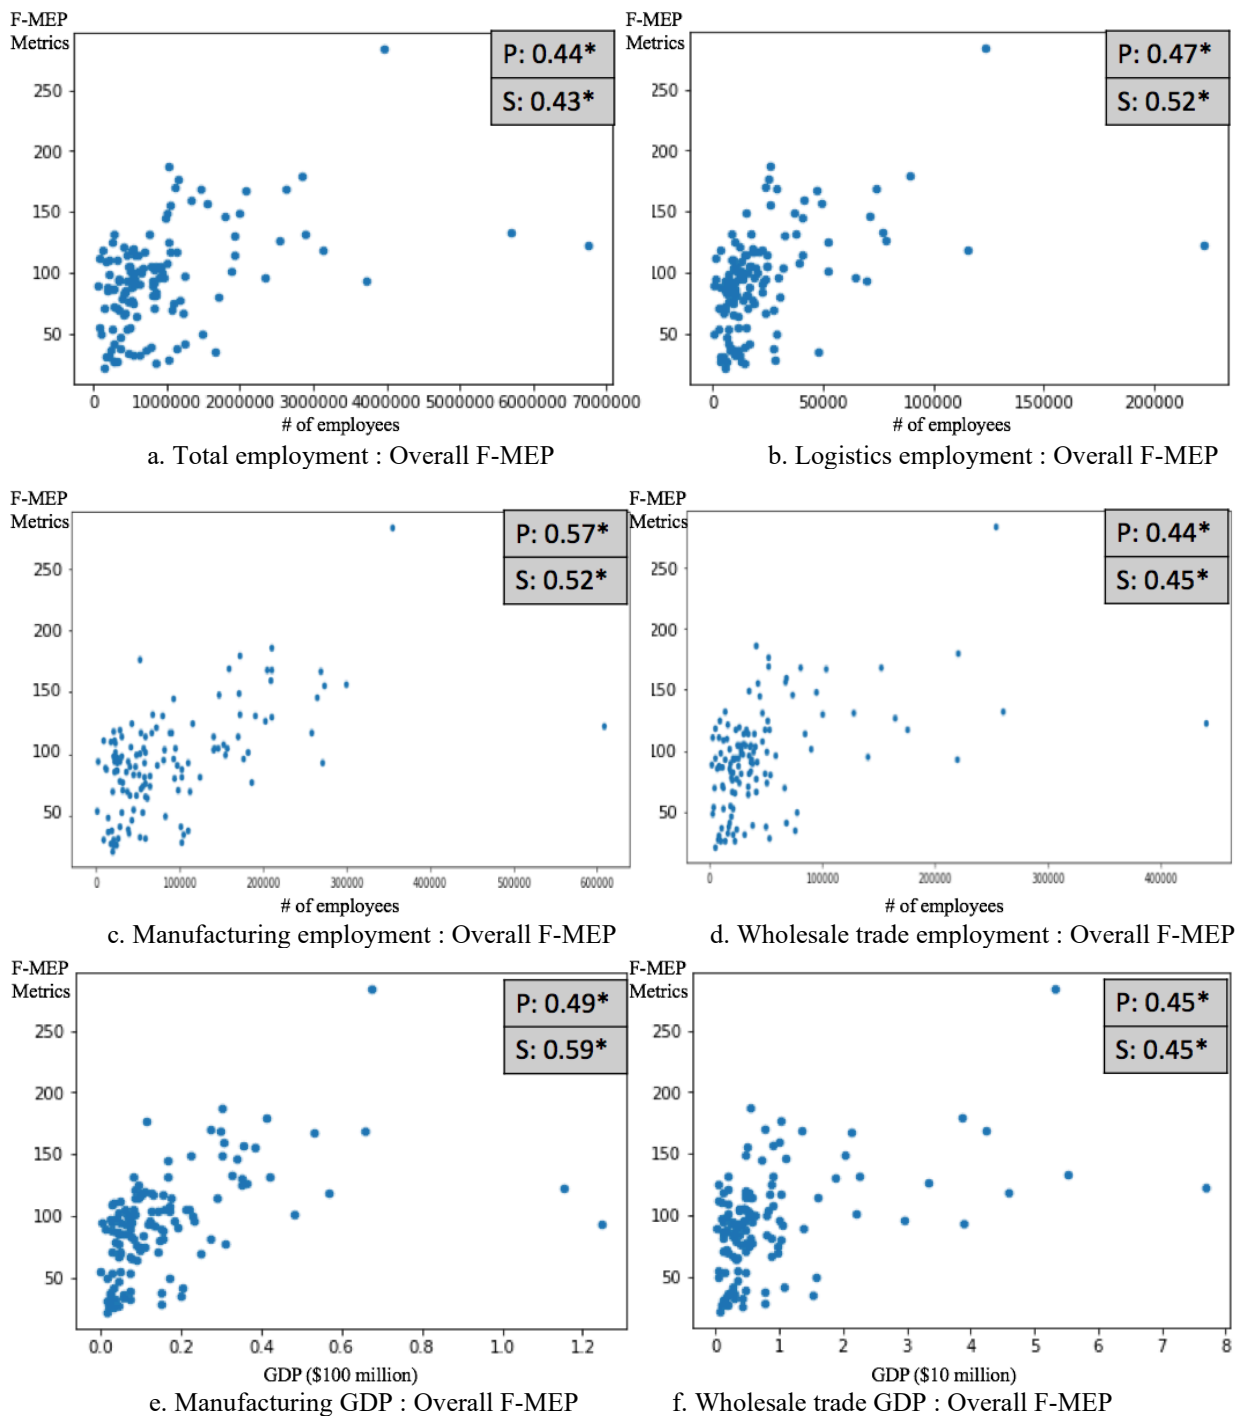 F-MEP
Metrics
P: 0.44*
S: 0.43*
250
200
150
100
50
0 1000000 2000000 3000000 4000000 5000000 6000000 7000000
# of employees
a. Total employment : Overall F-MEP
F-MEP
Metrics
P: 0.47*
S: 0.52*
250
200
150
100
50
0 50000 100000 150000 200000
# of employees
b. Logistics employment : Overall F-MEP
F-MEP
Metrics
P: 0.57*
S: 0.52*
250
200
150
100
50
0 100000 200000 300000 400000 500000 600000
# of employees
c. Manufacturing employment : Overall F-MEP
F-MEP
Metrics
P: 0.44*
S: 0.45*
250
200
150
100
50
0 100000 200000 300000 400000
# of employees
d. Wholesale trade employment : Overall F-MEP
F-MEP
Metrics
P: 0.49*
S: 0.59*
250
200
150
100
50
0.0 0.2 0.4 0.6 0.8 1.0 1.2
GDP ($100 million)
e. Manufacturing GDP : Overall F-MEP
F-MEP
Metrics
P: 0.45*
S: 0.45*
250
200
150
100
50
0 1 2 3 4 5 6 7 8
GDP ($10 million)
f. Wholesale trade GDP : Overall F-MEP